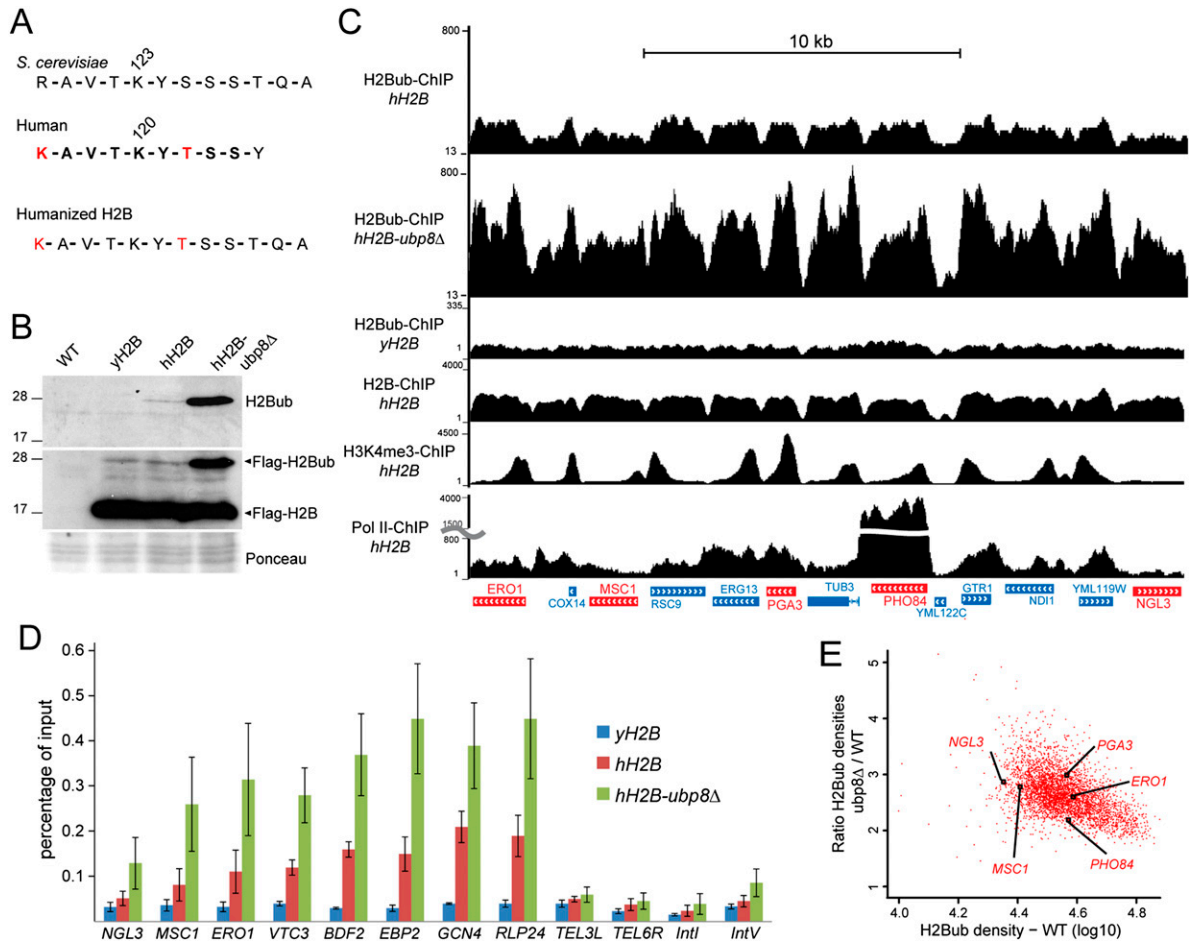 A
S. cerevisiae
123
R-A-V-T-K-Y-S-S-S-T-Q-A
Human
120
K-A-V-T-K-Y-T-S-S-Y
Humanized H2B
K-A-V-T-K-Y-T-S-S-T-Q-A
B
WT
yH2B
hH2B
hH2B-ubp8Δ
28
H2Bub
17
28
Flag-H2Bub
17
Flag-H2B
Ponceau
C
10 kb
800
H2Bub-ChIP
hH2B
13
800
H2Bub-ChIP
hH2B-ubp8Δ
13
335
H2Bub-ChIP
yH2B
1
4000
H2B-ChIP
hH2B
1
4500
H3K4me3-ChIP
hH2B
1
4000
1500
Pol II-ChIP
hH2B
800
1
ERO1
COX14
MSC1
RSC9
ERG13
PGA3
TUB3
PHO84
YML122C
GTR1
NDI1
YML119W
NGL3
D
percentage of input
0.6
0.5
0.4
0.3
0.2
0.1
yH2B
hH2B
hH2B-ubp8Δ
NGL3 MSC1 ERO1 VTC3 BDF2 EBP2 GCN4 RLP24 TEL3L TEL6R IntI IntV
E
Ratio H2Bub densities
ubp8Δ / WT
5
4
3
2
1
NGL3
PGA3
ERO1
MSC1
PHO84
4.0 4.2 4.4 4.6 4.8
H2Bub density - WT (log10)